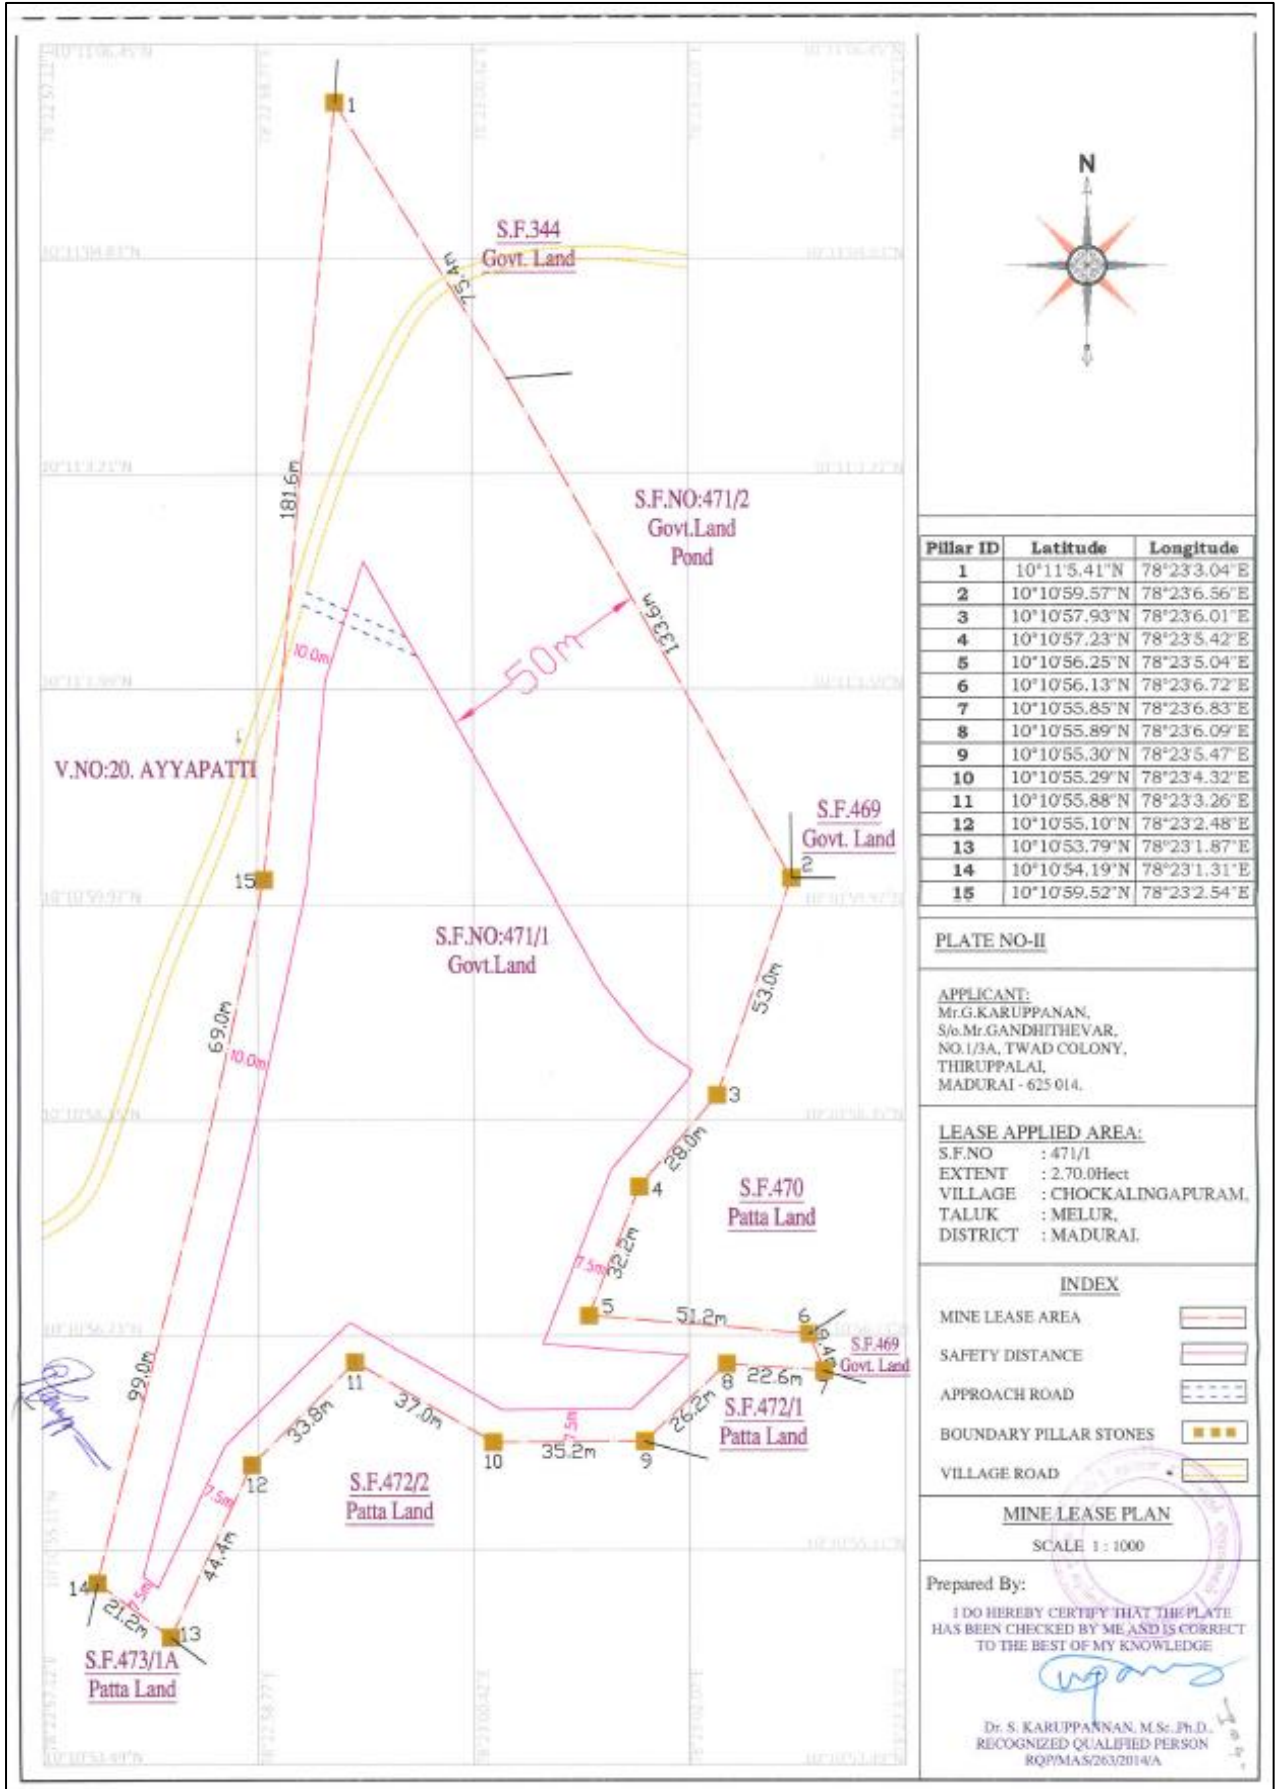 1
S.F.344
Govt. Land
75.4m
181.6m
S.F.NO:471/2
Govt.Land
Pond
133.6m
50m
10.0m
V.NO:20. AYYAPATTI
S.F.469
Govt. Land
2
15
S.F.NO:471/1
Govt.Land
53.0m
69.0m
10.0m
3
28.0m
4
S.F.470
Patta Land
32.2m
7.5m
5
51.2m
6
S.F.469
Govt. Land
7
8
22.6m
S.F.472/1
Patta Land
26.2m
99.0m
11
33.8m
37.0m
7.5m
35.2m
10
9
12
S.F.472/2
Patta Land
7.5m
44.4m
14
21.2m
13
S.F.473/1A
Patta Land
N
Pillar ID Latitude Longitude
1 10°11'5.41"N 78°23'3.04"E
2 10°10'59.57"N 78°23'6.56"E
3 10°10'57.93"N 78°23'6.01"E
4 10°10'57.23"N 78°23'5.42"E
5 10°10'56.25"N 78°23'5.04"E
6 10°10'56.13"N 78°23'6.72"E
7 10°10'55.85"N 78°23'6.83"E
8 10°10'55.89"N 78°23'6.09"E
9 10°10'55.30"N 78°23'5.47"E
10 10°10'55.29"N 78°23'4.32"E
11 10°10'55.88"N 78°23'3.26"E
12 10°10'55.10"N 78°23'2.48"E
13 10°10'53.79"N 78°23'1.87"E
14 10°10'54.19"N 78°23'1.31"E
15 10°10'59.52"N 78°23'2.54"E
PLATE NO-II
APPLICANT:
Mr.G.KARUPPANAN,
S/o.Mr.GANDHITHEVAR,
NO.1/3A, TWAD COLONY,
THIRUPPALAI,
MADURAI - 625 014.
LEASE APPLIED AREA:
S.F.NO : 471/1
EXTENT : 2.70.0Hect
VILLAGE : CHOCKALINGAPURAM,
TALUK : MELUR,
DISTRICT : MADURAI.
INDEX
MINE LEASE AREA
SAFETY DISTANCE
APPROACH ROAD
BOUNDARY PILLAR STONES
VILLAGE ROAD
MINE LEASE PLAN
SCALE 1 : 1000
Prepared By:
I DO HEREBY CERTIFY THAT THE PLATE
HAS BEEN CHECKED BY ME AND IS CORRECT
TO THE BEST OF MY KNOWLEDGE
Dr. S. KARUPPANNAN, M.Sc.,Ph.D.,
RECOGNIZED QUALIFIED PERSON
RQP/MAS/263/2014/A